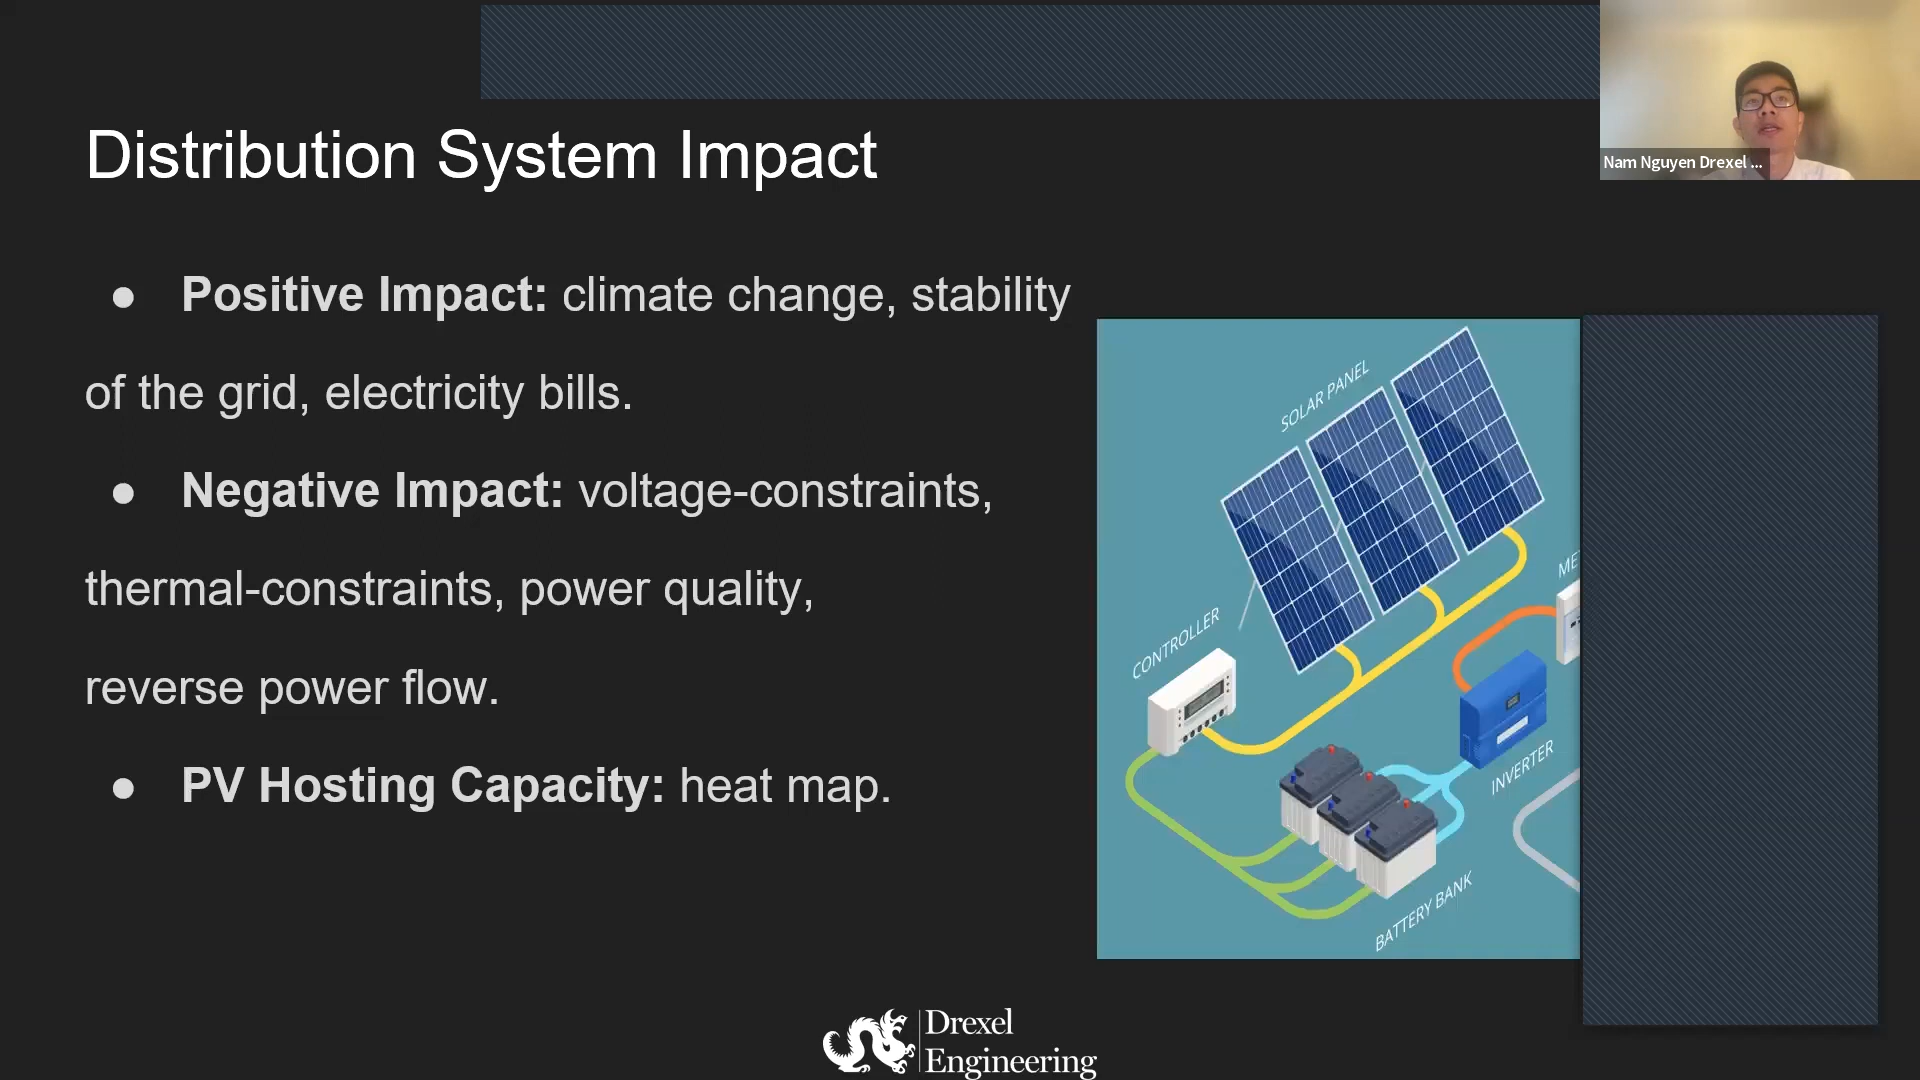 Nam Nguyen Drexel ...
Distribution System Impact
● Positive Impact: climate change, stability
of the grid, electricity bills.
● Negative Impact: voltage-constraints,
thermal-constraints, power quality,
reverse power flow.
● PV Hosting Capacity: heat map.
SOLAR PANEL
CONTROLLER
INVERTER
BATTERY BANK
Drexel
Engineering